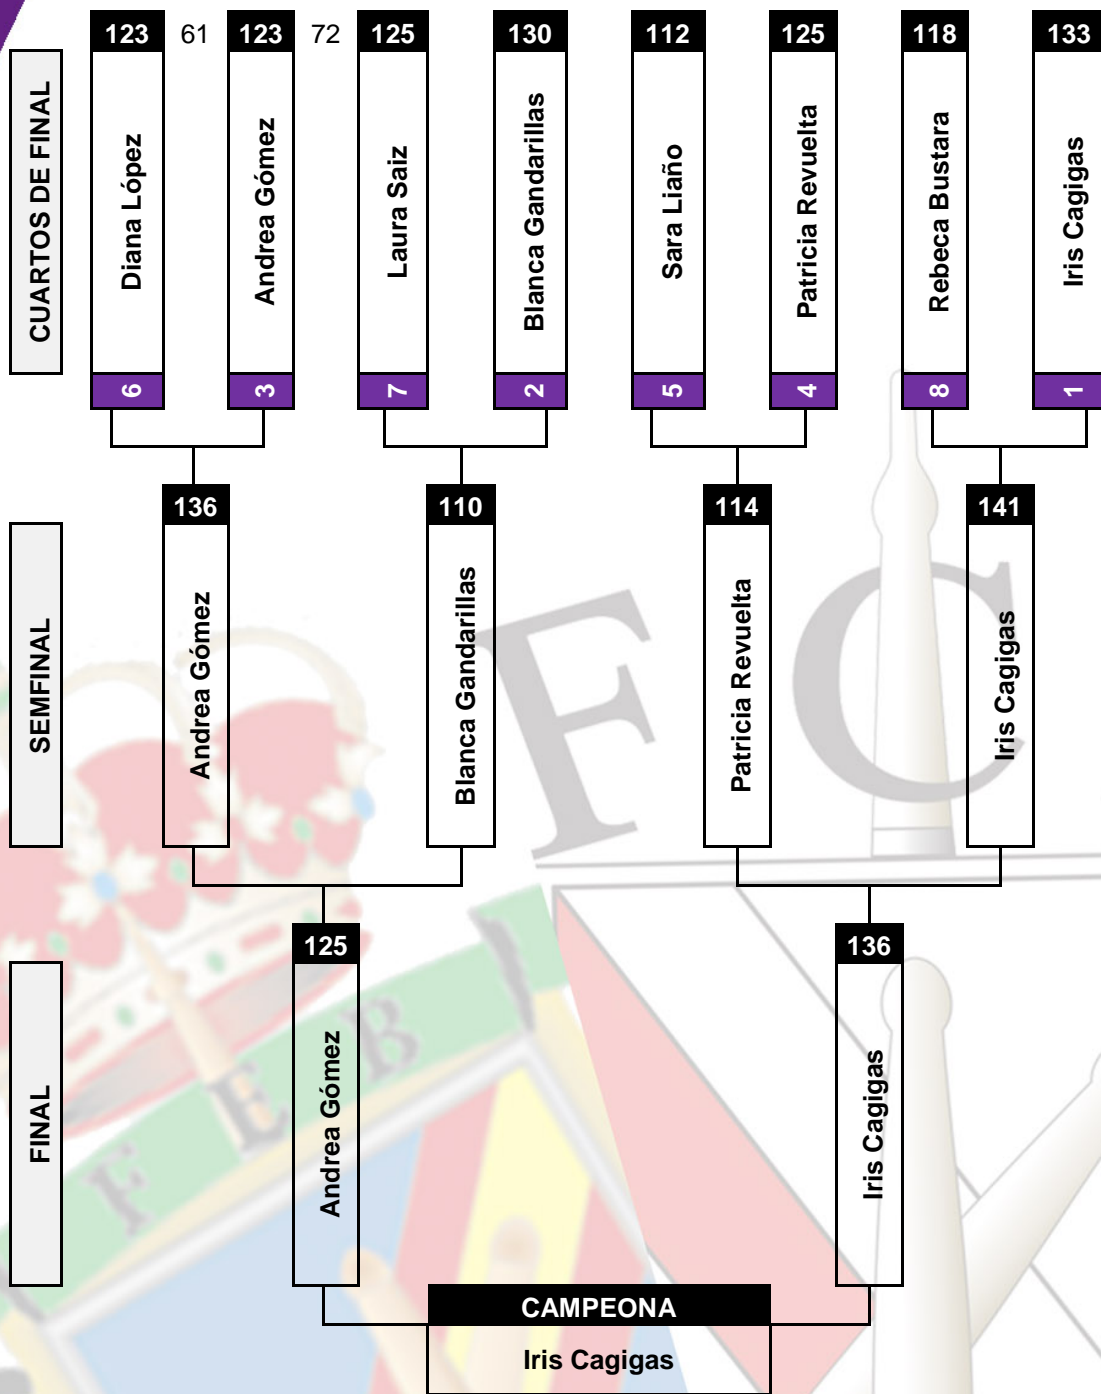 123 61 123 72 125 130 112 125 118 133
CUARTOS DE FINAL
Diana López
Andrea Gómez
Laura Saiz
Blanca Gandarillas
Sara Liaño
Patricia Revuelta
Rebeca Bustara
Iris Cagigas
6 3 7 2 5 4 8 1
136 110 114 141
SEMFINAL
Andrea Gómez
Blanca Gandarillas
Patricia Revuelta
Iris Cagigas
F C
125 136
FINAL
Andrea Gómez
Iris Cagigas
F E B
CAMPEONA
Iris Cagigas